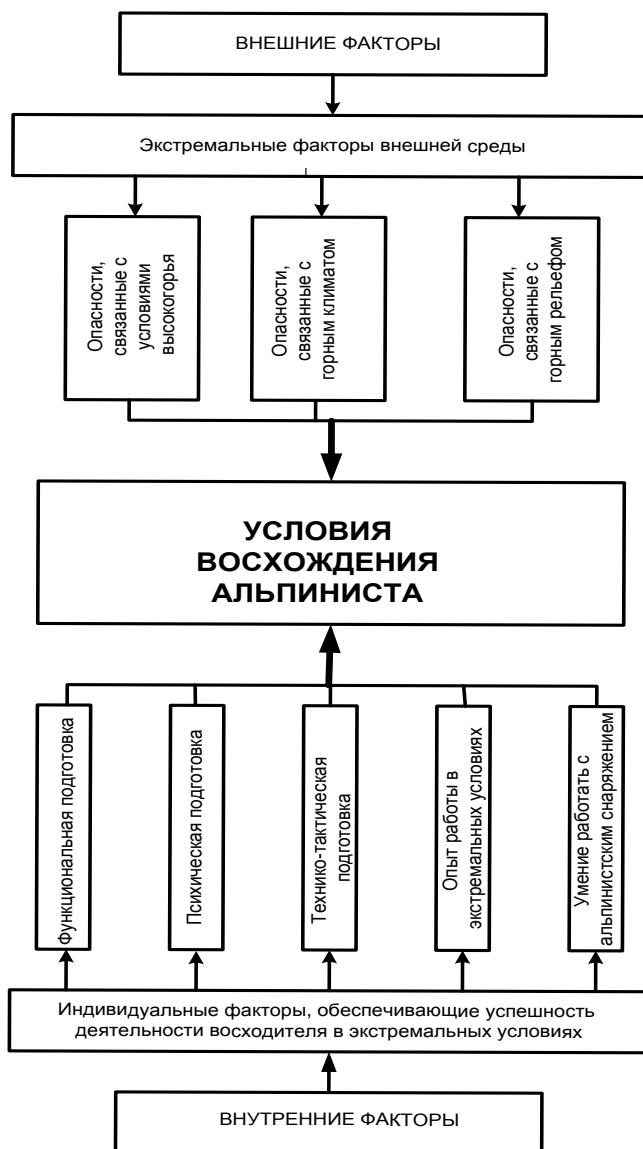 ВНЕШНИЕ ФАКТОРЫ
Экстремальные факторы внешней среды
Опасности,
связанные с
условиями
высокогорья
Опасности,
связанные с
горным климатом
Опасности,
связанные с
горным рельефом
УСЛОВИЯ
ВОСХОЖДЕНИЯ
АЛЬПИНИСТА
Функциональная подготовка
Психическая подготовка
Технико-тактическая
подготовка
Опыт работы в
экстремальных условиях
Умение работать с
альпинистским снаряжением
Индивидуальные факторы, обеспечивающие успешность
деятельности восходителя в экстремальных условиях
ВНУТРЕННИЕ ФАКТОРЫ